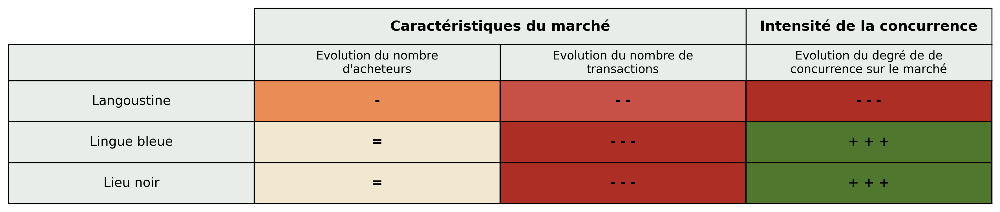 Caractéristiques du marché
Intensité de la concurrence
Evolution du nombre
d'acheteurs
Evolution du nombre de
transactions
Evolution du degré de de
concurrence sur le marché
Langoustine
-
- -
- - -
Lingue bleue
=
- - -
+ + +
Lieu noir
=
- - -
+ + +